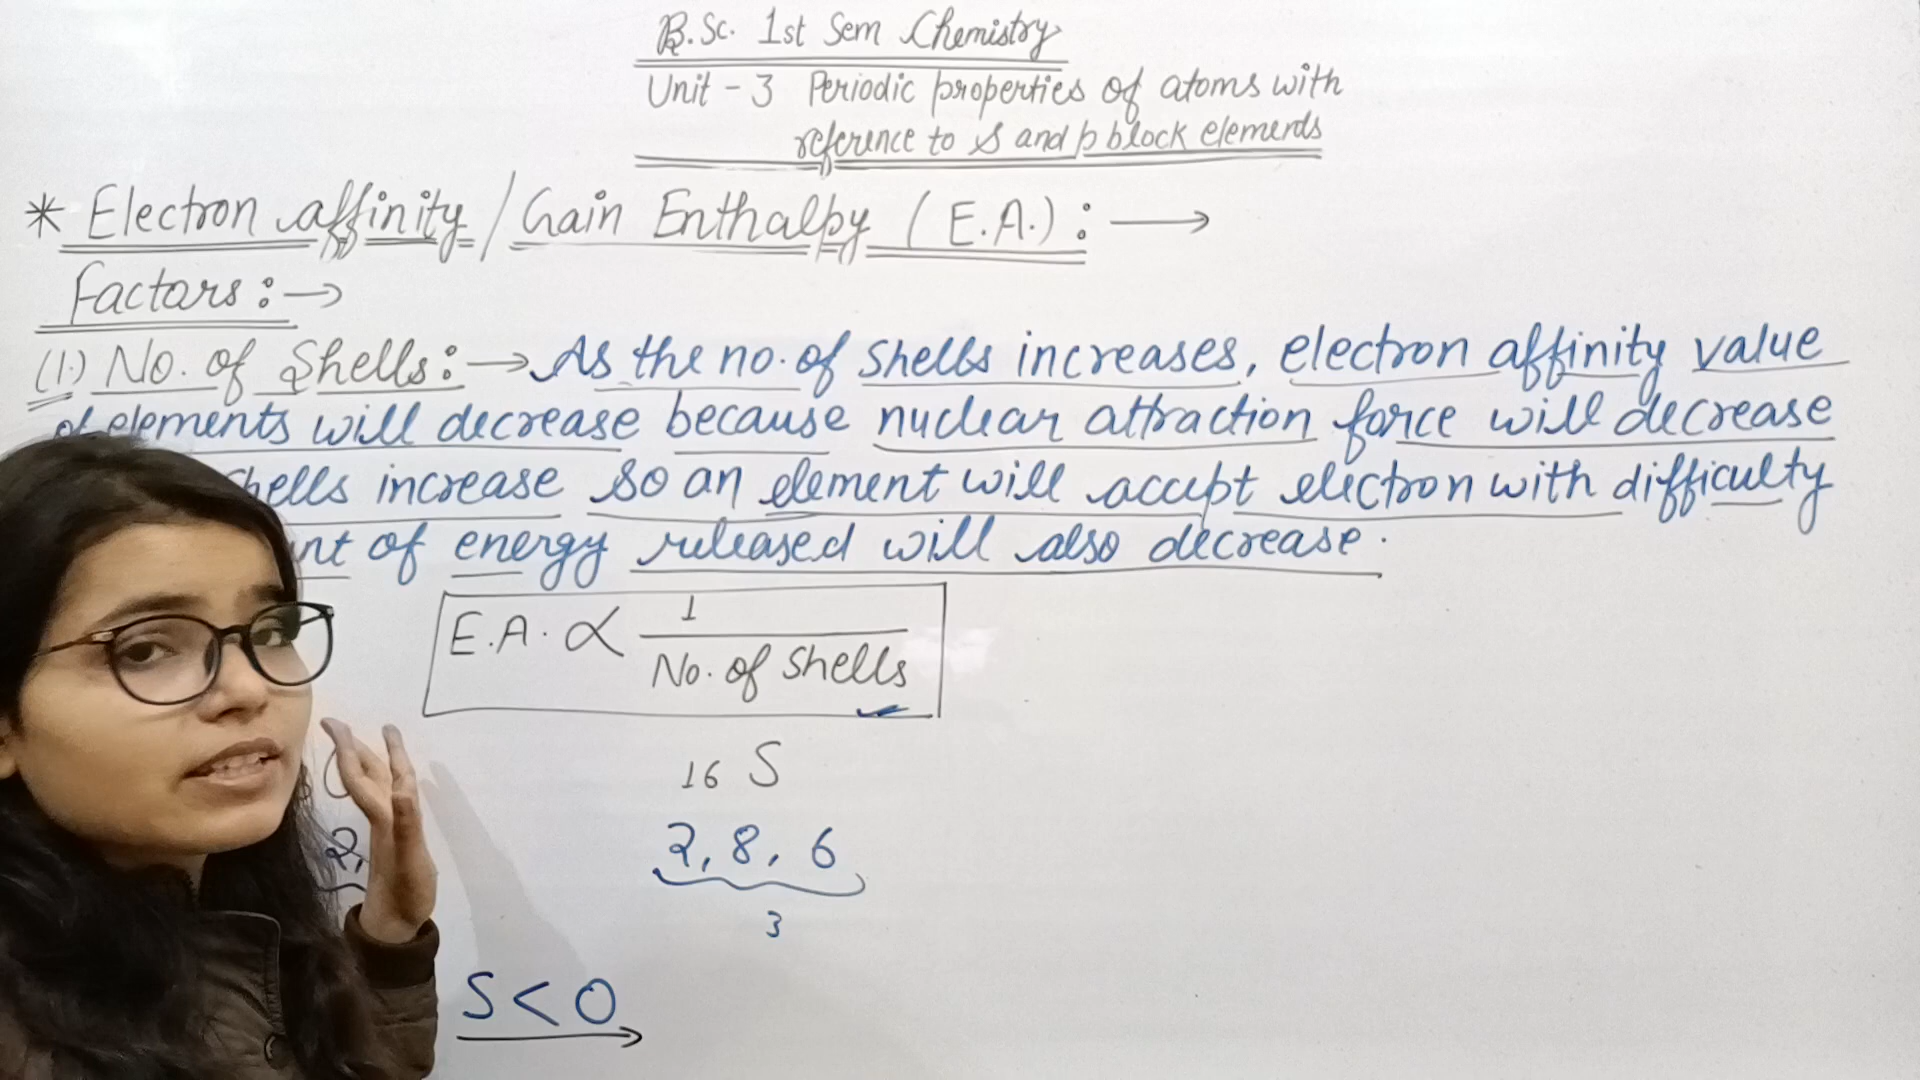 B.Sc. 1st Sem Chemistry
Unit - 3 Periodic properties of atoms with
reference to s and p block elements
* Electron affinity / Gain Enthalpy (E.A.) : →
Factors : →
(1.) No. of Shells : → As the no. of shells increases, electron affinity value
of elements will decrease because nuclear attraction force will decrease
shells increase so an element will accept electron with difficulty
of energy released will also decrease.
E.A. ∝ 1 / No. of shells
16 S
2, 8, 6
3
S < O